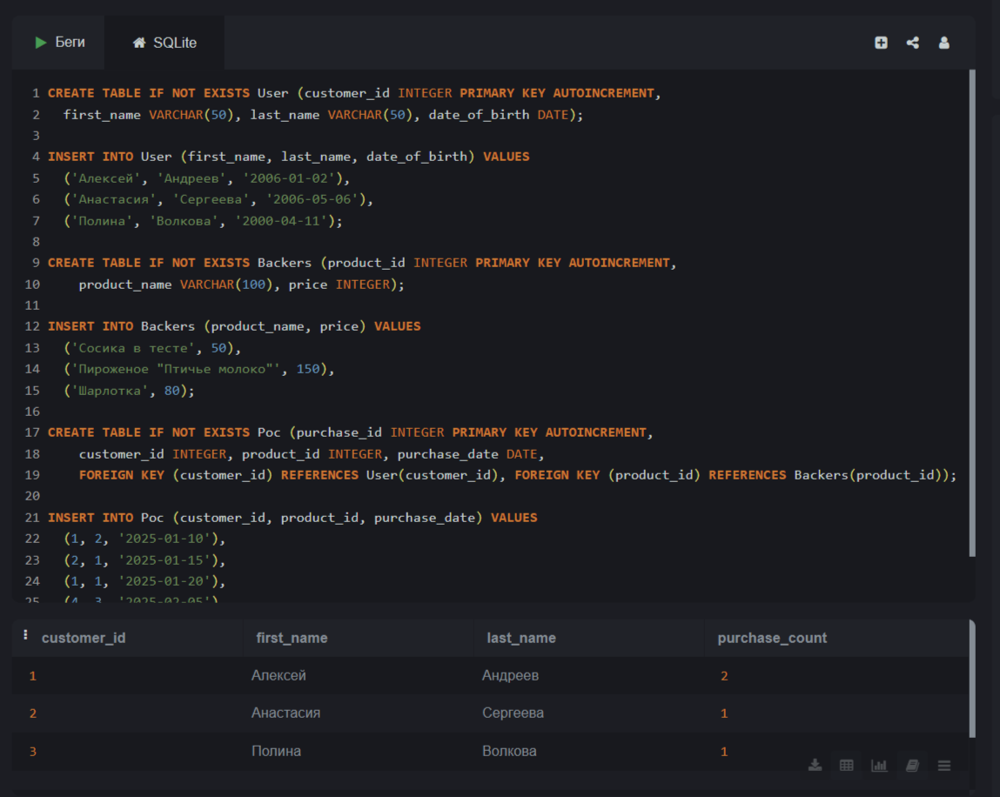 Беги SQLite
1 CREATE TABLE IF NOT EXISTS User (customer_id INTEGER PRIMARY KEY AUTOINCREMENT,
2 first_name VARCHAR(50), last_name VARCHAR(50), date_of_birth DATE);
3
4 INSERT INTO User (first_name, last_name, date_of_birth) VALUES
5 ('Алексей', 'Андреев', '2006-01-02'),
6 ('Анастасия', 'Сергеева', '2006-05-06'),
7 ('Полина', 'Волкова', '2000-04-11');
8
9 CREATE TABLE IF NOT EXISTS Backers (product_id INTEGER PRIMARY KEY AUTOINCREMENT,
10 product_name VARCHAR(100), price INTEGER);
11
12 INSERT INTO Backers (product_name, price) VALUES
13 ('Сосика в тесте', 50),
14 ('Пироженое "Птичье молоко"', 150),
15 ('Шарлотка', 80);
16
17 CREATE TABLE IF NOT EXISTS Poc (purchase_id INTEGER PRIMARY KEY AUTOINCREMENT,
18 customer_id INTEGER, product_id INTEGER, purchase_date DATE,
19 FOREIGN KEY (customer_id) REFERENCES User(customer_id), FOREIGN KEY (product_id) REFERENCES Backers(product_id));
20
21 INSERT INTO Poc (customer_id, product_id, purchase_date) VALUES
22 (1, 2, '2025-01-10'),
23 (2, 1, '2025-01-15'),
24 (1, 1, '2025-01-20'),
25 (4, 3, '2025-02-05')
customer_id first_name last_name purchase_count
1 Алексей Андреев 2
2 Анастасия Сергеева 1
3 Полина Волкова 1